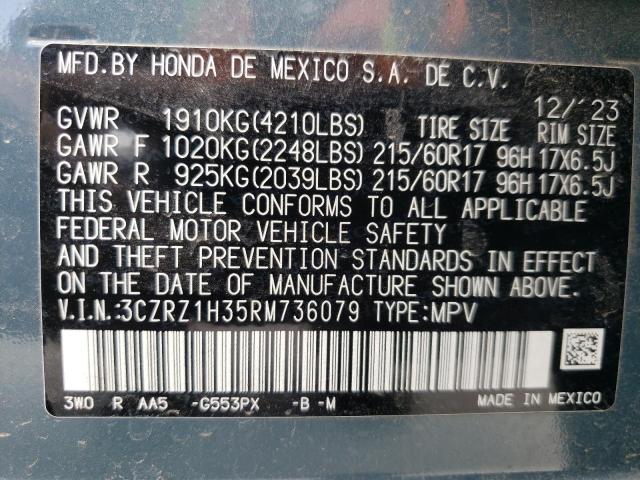 MFD.BY HONDA DE MEXICO S.A. DE C.V.
12/'23
GVWR 1910KG(4210LBS) TIRE SIZE RIM SIZE
GAWR F 1020KG(2248LBS) 215/60R17 96H 17X6.5J
GAWR R 925KG(2039LBS) 215/60R17 96H 17X6.5J
THIS VEHICLE CONFORMS TO ALL APPLICABLE
FEDERAL MOTOR VEHICLE SAFETY
AND THEFT PREVENTION STANDARDS IN EFFECT
ON THE DATE OF MANUFACTURE SHOWN ABOVE.
V.I.N.:3CZRZ1H35RM736079 TYPE:MPV
3W0 R AA5 -G553PX -B -M MADE IN MEXICO